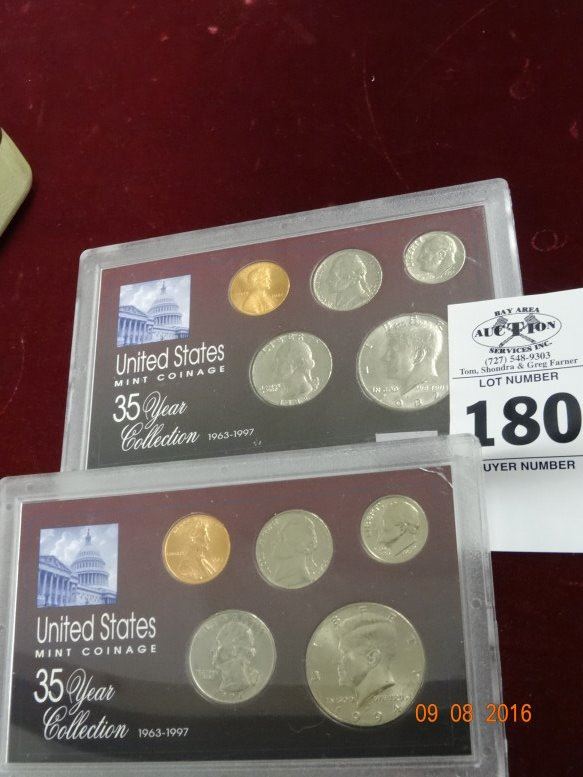 United States
MINT COINAGE
35 Year
Collection 1963-1997
BAY AREA
AUCTION
SERVICES INC.
(727) 548-9303
Tom, Shondra & Greg Farner
LOT NUMBER
180
UYER NUMBER
United States
MINT COINAGE
35 Year
Collection 1963-1997
09 08 2016